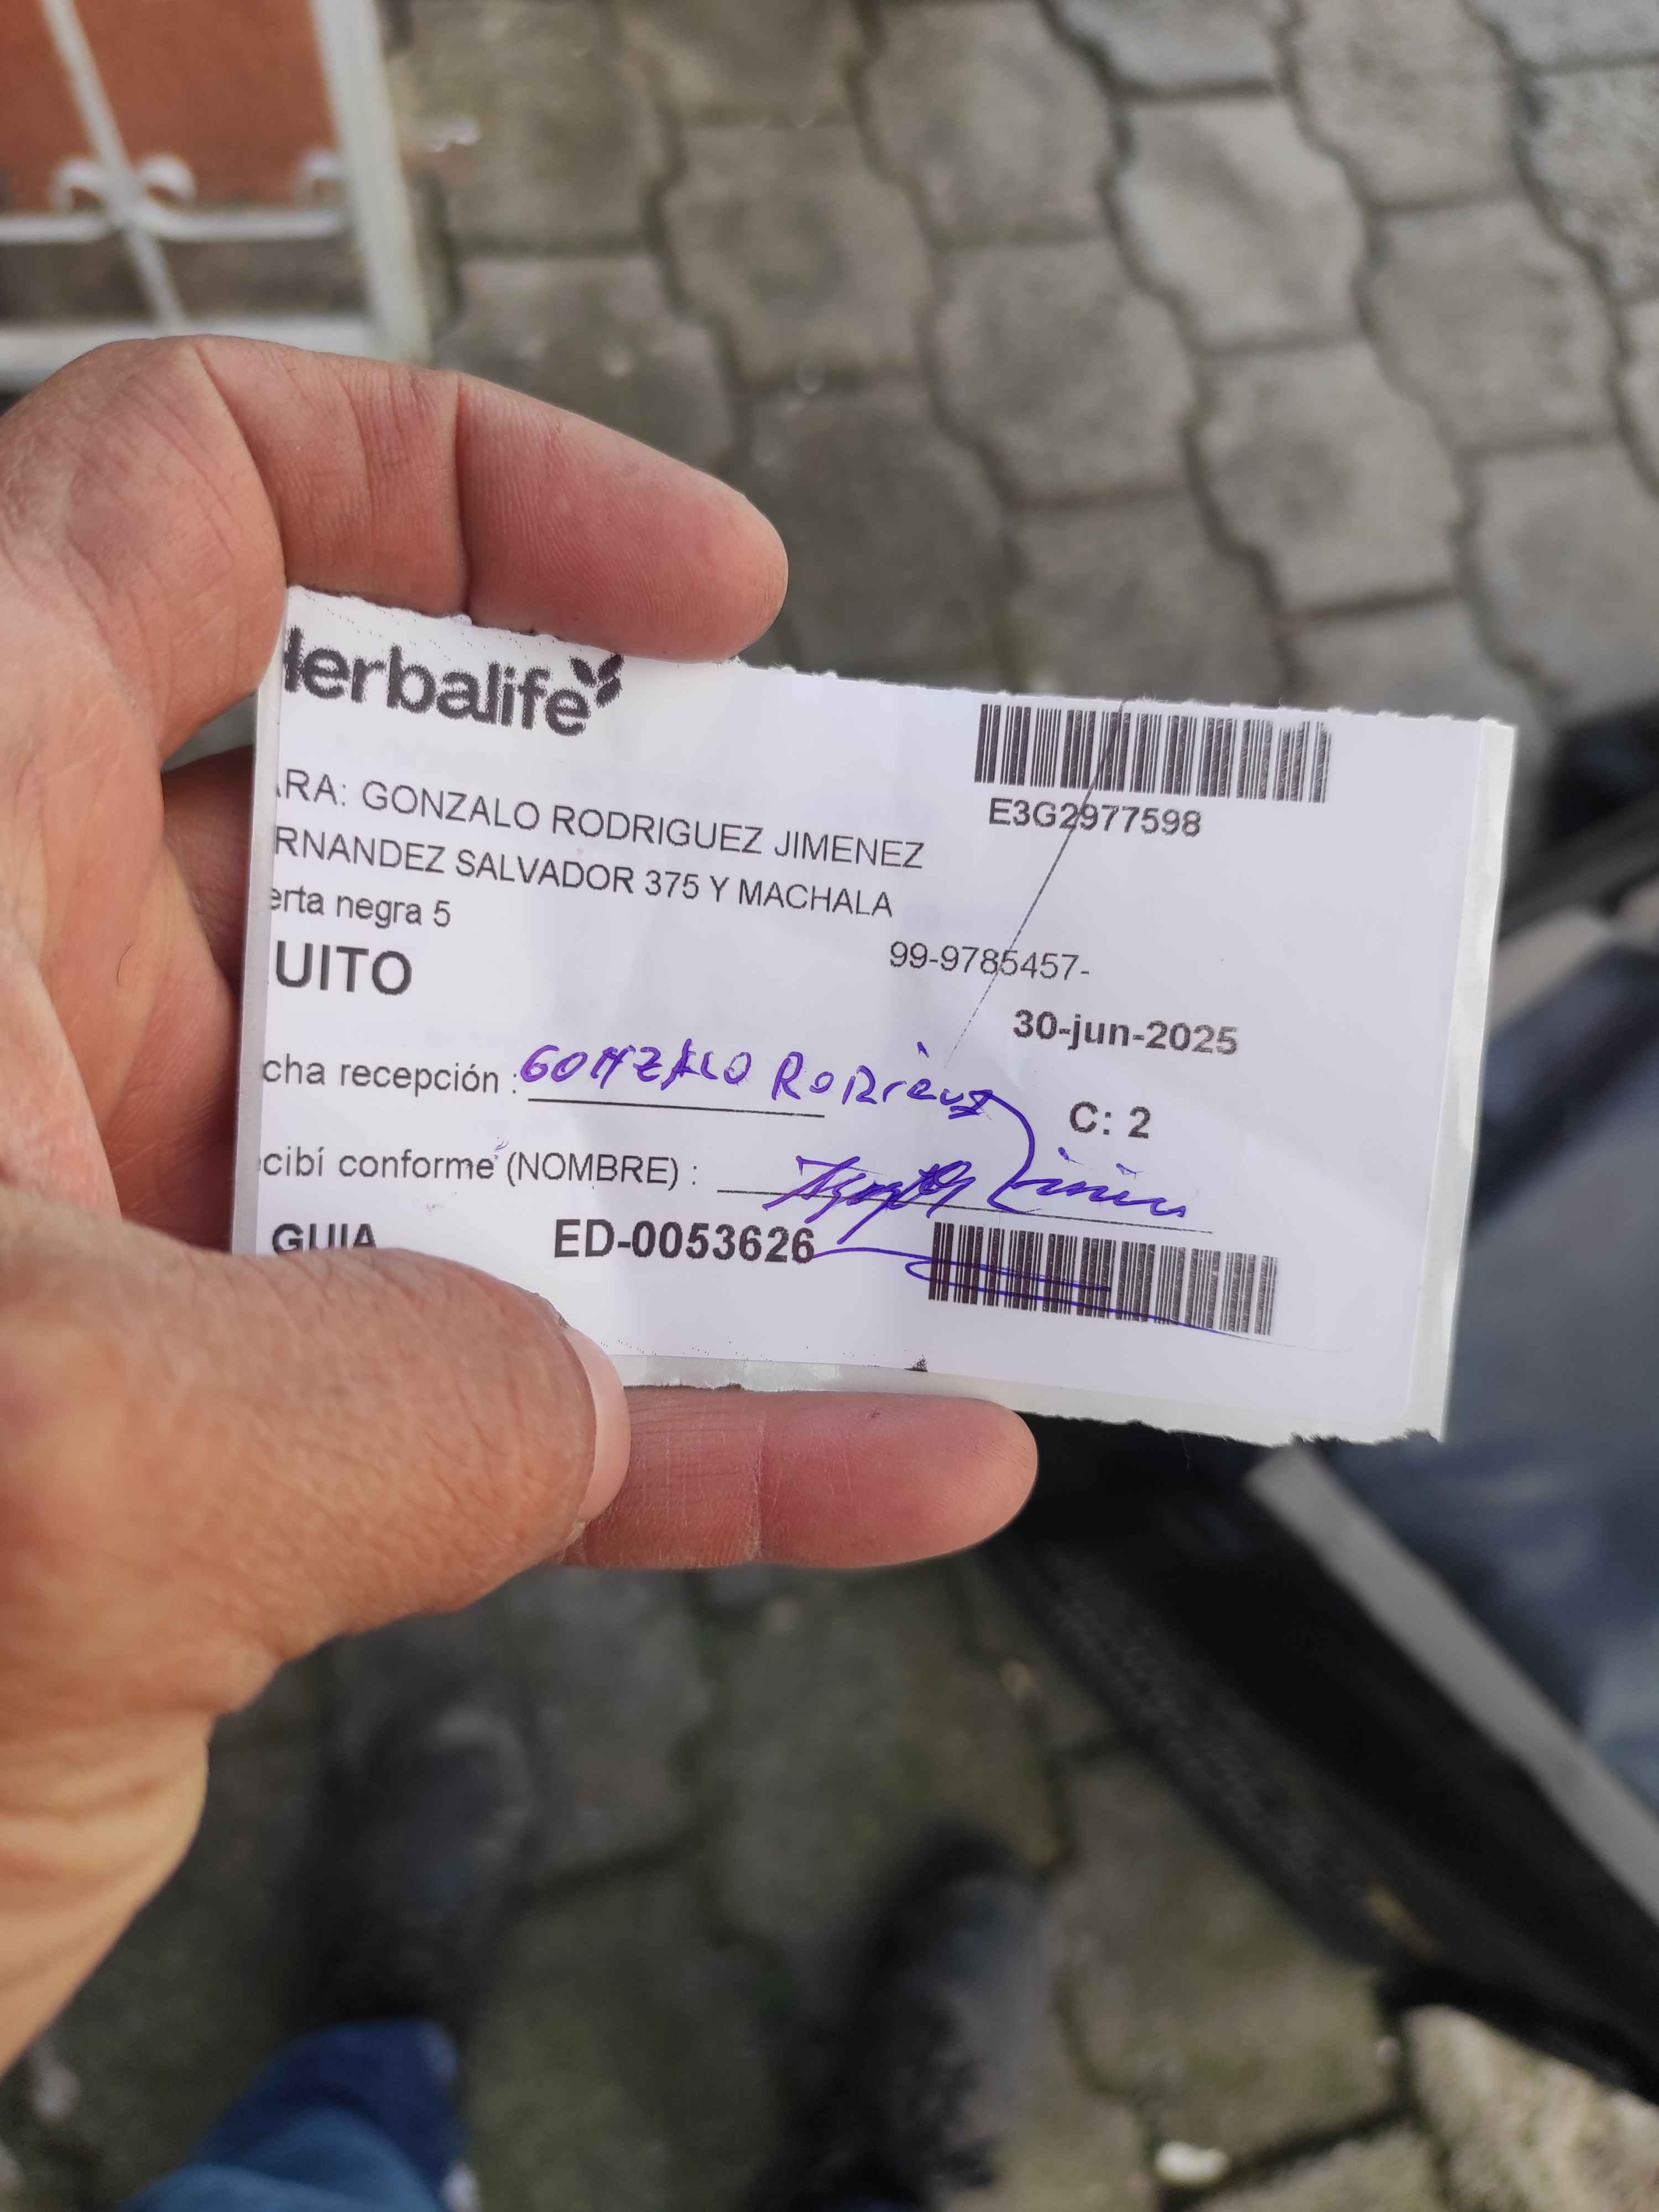 Herbalife
E3G2977598
ARA: GONZALO RODRIGUEZ JIMENEZ
RNANDEZ SALVADOR 375 Y MACHALA
erta negra 5
99-9785457-
UITO
30-jun-2025
cha recepción : GONZALO RODRIGUEZ
C: 2
cibí conforme (NOMBRE) :
GUIA ED-0053626